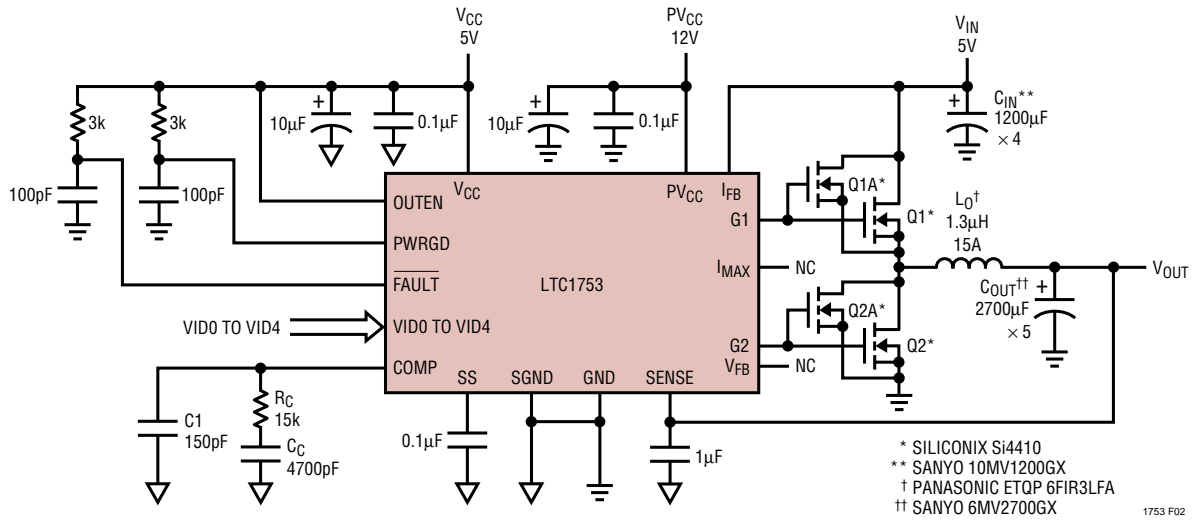 VCC
5V
PVCC
12V
VIN
5V
3k
3k
+
10µF
0.1µF
+
10µF
0.1µF
+
CIN**
1200µF
× 4
100pF
100pF
VCC
PVCC
IFB
OUTEN
G1
Q1A*
Q1*
LO†
1.3µH
15A
PWRGD
FAULT
LTC1753
IMAX
NC
VOUT
COUT††
+
2700µF
× 5
VID0 TO VID4
VID0 TO VID4
Q2A*
G2
Q2*
VFB
NC
COMP
SS
SGND
GND
SENSE
C1
150pF
RC
15k
CC
4700pF
0.1µF
1µF
* SILICONIX Si4410
** SANYO 10MV1200GX
† PANASONIC ETQP 6FIR3LFA
†† SANYO 6MV2700GX
1753 F02